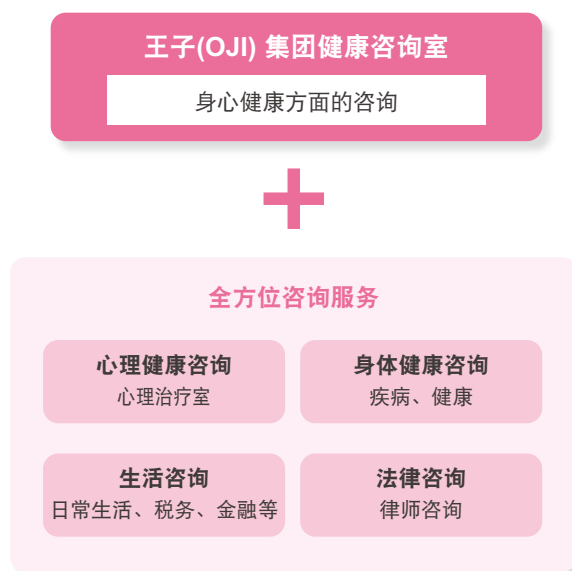 王子(OJI) 集团健康咨询室
身心健康方面的咨询
全方位咨询服务
心理健康咨询
心理治疗室
身体健康咨询
疾病、健康
生活咨询
日常生活、税务、金融等
法律咨询
律师咨询